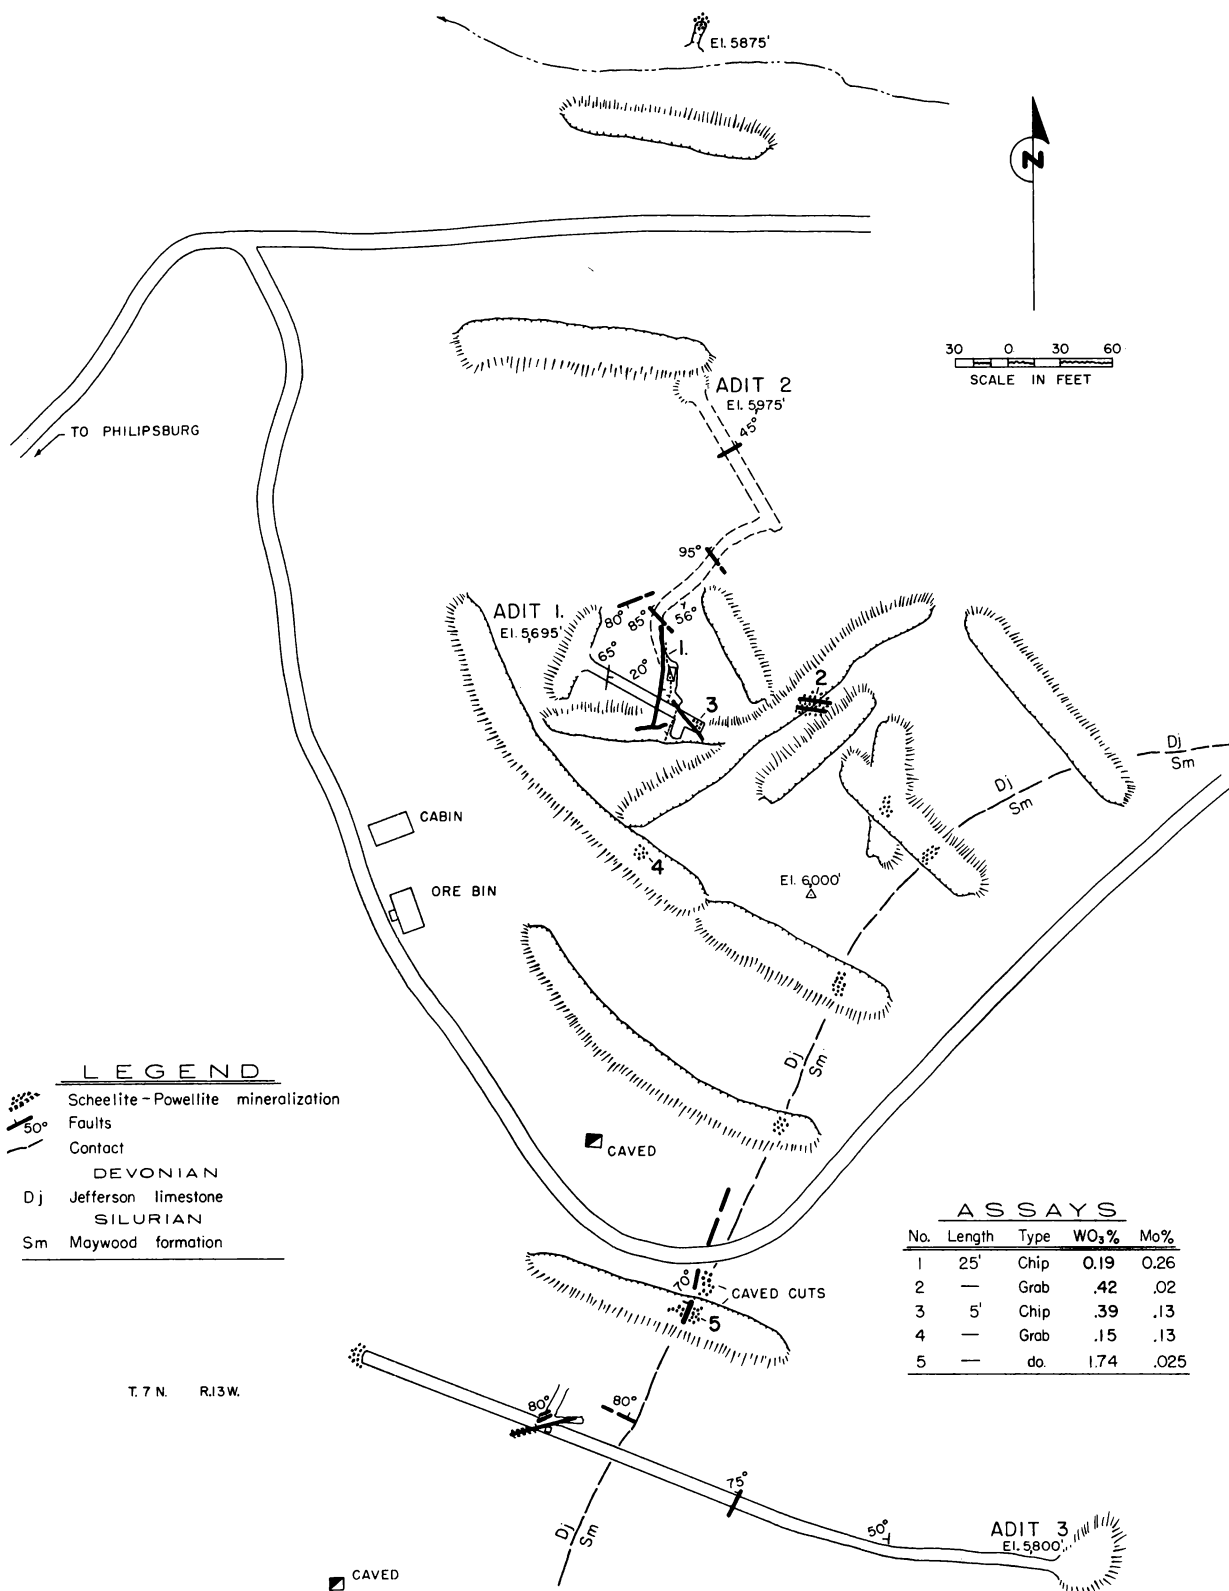 El. 5875'
N
30 0 30 60
SCALE IN FEET
ADIT 2
El. 5975'
45°
TO PHILIPSBURG
95°
ADIT 1.
El. 5,695'
80°
85°
56°
65°
20°
1.
3
2
Dj
Sm
Dj
Sm
CABIN
4
El. 6000'
ORE BIN
Dj
Sm
CAVED
70°
CAVED CUTS
5
80°
80°
75°
50°
ADIT 3
El. 5,800'
Dj
Sm
CAVED
T. 7 N. R.13W.
LEGEND
Scheelite-Powellite mineralization
50° Faults
Contact
DEVONIAN
Dj Jefferson limestone
SILURIAN
Sm Maywood formation
ASSAYS
No. Length Type WO₃% Mo%
1 25' Chip 0.19 0.26
2 — Grab .42 .02
3 5' Chip .39 .13
4 — Grab .15 .13
5 — do. 1.74 .025